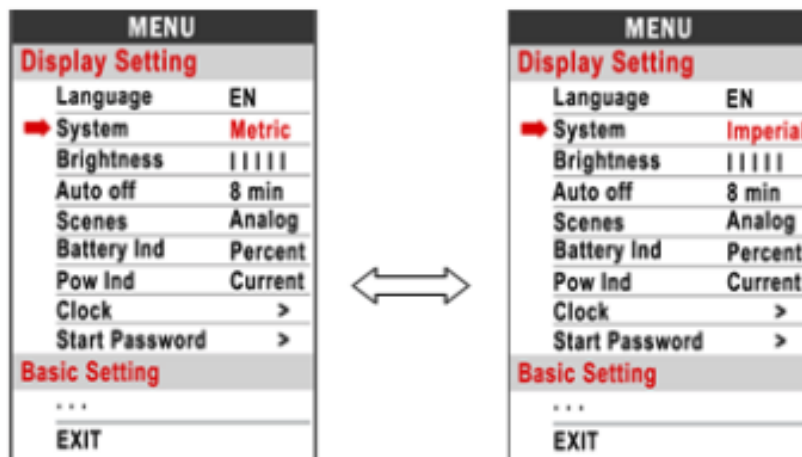 MENU
Display Setting
Language EN
System Metric
Brightness IIIII
Auto off 8 min
Scenes Analog
Battery Ind Percent
Pow Ind Current
Clock >
Start Password >
Basic Setting
...
EXIT
MENU
Display Setting
Language EN
System Imperial
Brightness IIIII
Auto off 8 min
Scenes Analog
Battery Ind Percent
Pow Ind Current
Clock >
Start Password >
Basic Setting
...
EXIT